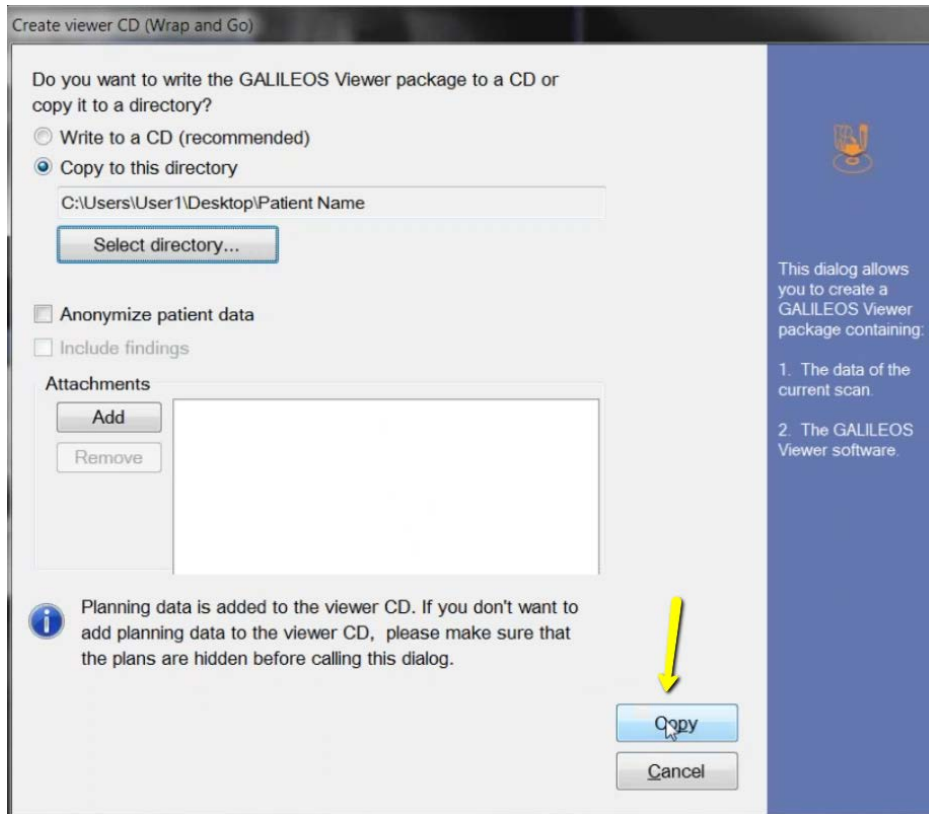 Create viewer CD (Wrap and Go)
Do you want to write the GALILEOS Viewer package to a CD or
copy it to a directory?
Write to a CD (recommended)
Copy to this directory
C:\Users\User1\Desktop\Patient Name
Select directory...
Anonymize patient data
Include findings
Attachments
Add
Remove
Planning data is added to the viewer CD. If you don't want to
add planning data to the viewer CD, please make sure that
the plans are hidden before calling this dialog.
Copy
Cancel
This dialog allows
you to create a
GALILEOS Viewer
package containing:
1. The data of the
current scan.
2. The GALILEOS
Viewer software.